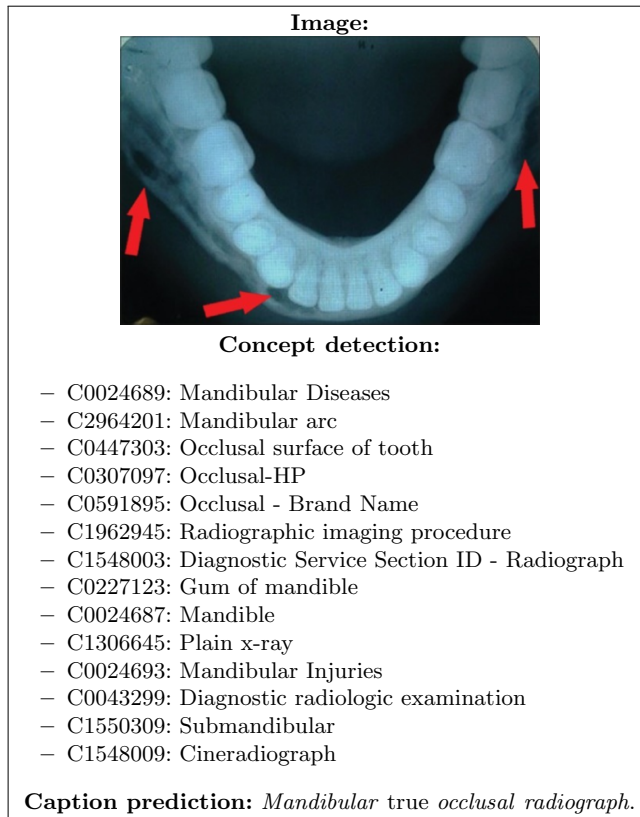 Image:
Concept detection:
– C0024689: Mandibular Diseases
– C2964201: Mandibular arc
– C0447303: Occlusal surface of tooth
– C0307097: Occlusal-HP
– C0591895: Occlusal - Brand Name
– C1962945: Radiographic imaging procedure
– C1548003: Diagnostic Service Section ID - Radiograph
– C0227123: Gum of mandible
– C0024687: Mandible
– C1306645: Plain x-ray
– C0024693: Mandibular Injuries
– C0043299: Diagnostic radiologic examination
– C1550309: Submandibular
– C1548009: Cineradiograph
Caption prediction: Mandibular true occlusal radiograph.